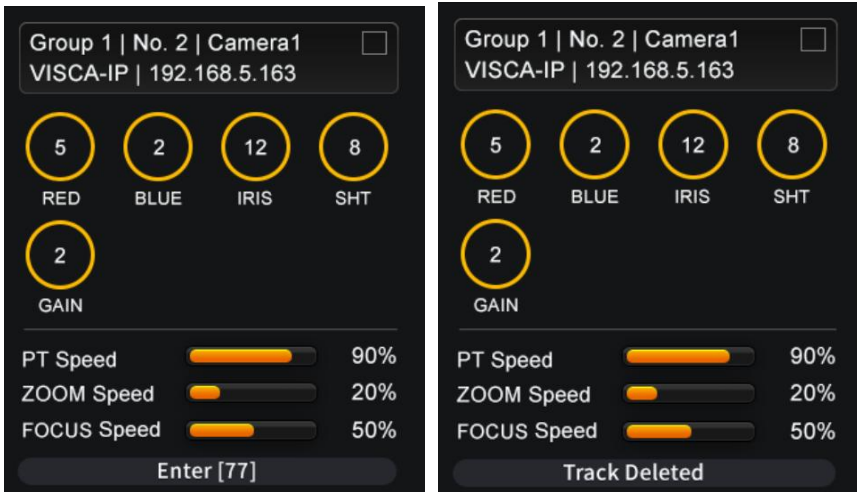 Group 1 | No. 2 | Camera1
VISCA-IP | 192.168.5.163
5 2 12 8
RED BLUE IRIS SHT
2
GAIN
PT Speed 90%
ZOOM Speed 20%
FOCUS Speed 50%
Enter [77]
Group 1 | No. 2 | Camera1
VISCA-IP | 192.168.5.163
5 2 12 8
RED BLUE IRIS SHT
2
GAIN
PT Speed 90%
ZOOM Speed 20%
FOCUS Speed 50%
Track Deleted